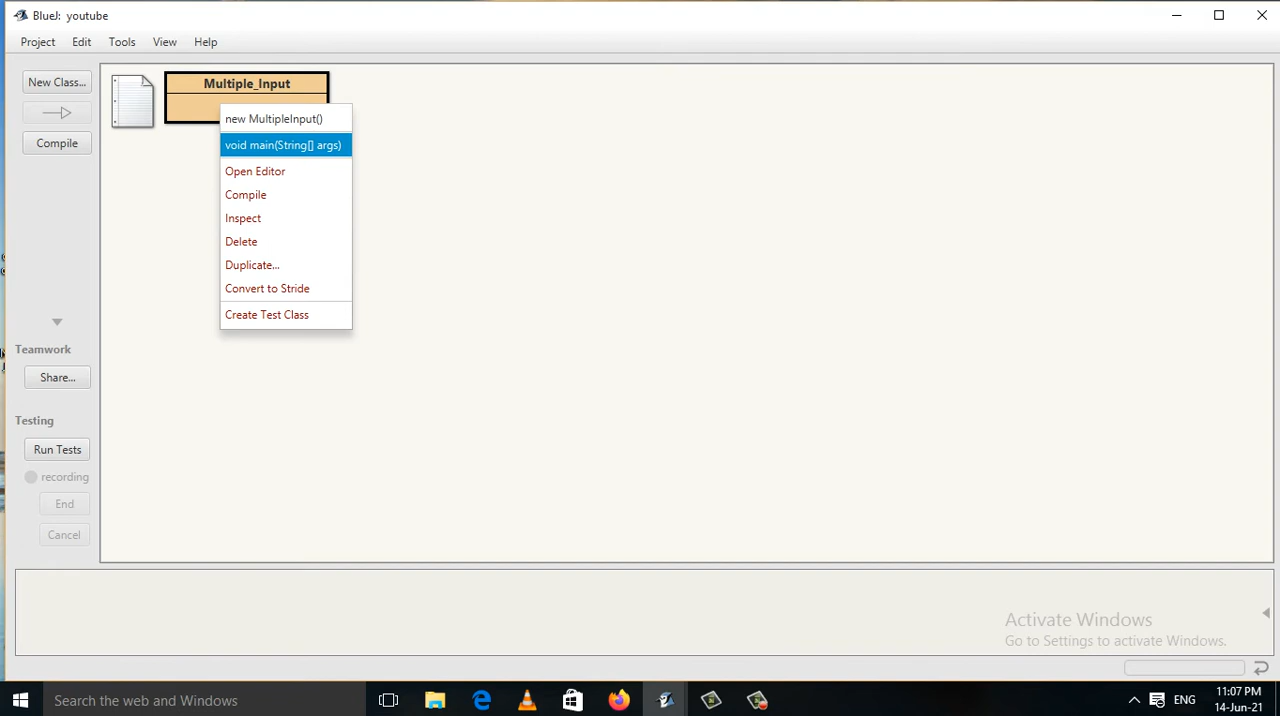 BlueJ: youtube
Project Edit Tools View Help
New Class...
Compile
Multiple_Input
new MultipleInput()
void main(String[] args)
Open Editor
Compile
Inspect
Delete
Duplicate...
Convert to Stride
Create Test Class
Teamwork
Share...
Testing
Run Tests
recording
End
Cancel
Activate Windows
Go to Settings to activate Windows.
Search the web and Windows
ENG
11:07 PM
14-Jun-21